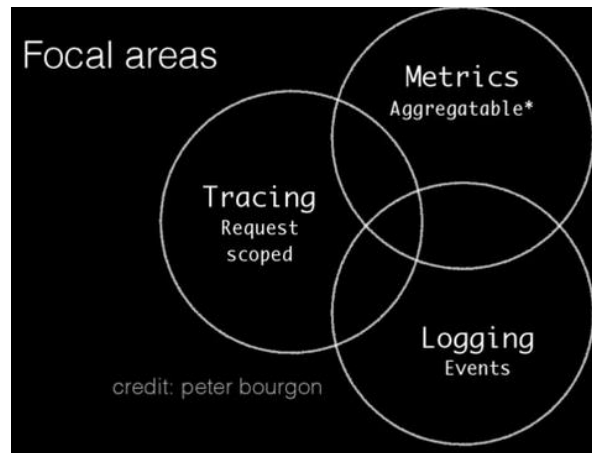 Focal areas
Metrics
Aggregatable*
Tracing
Request
scoped
Logging
Events
credit: peter bourgon